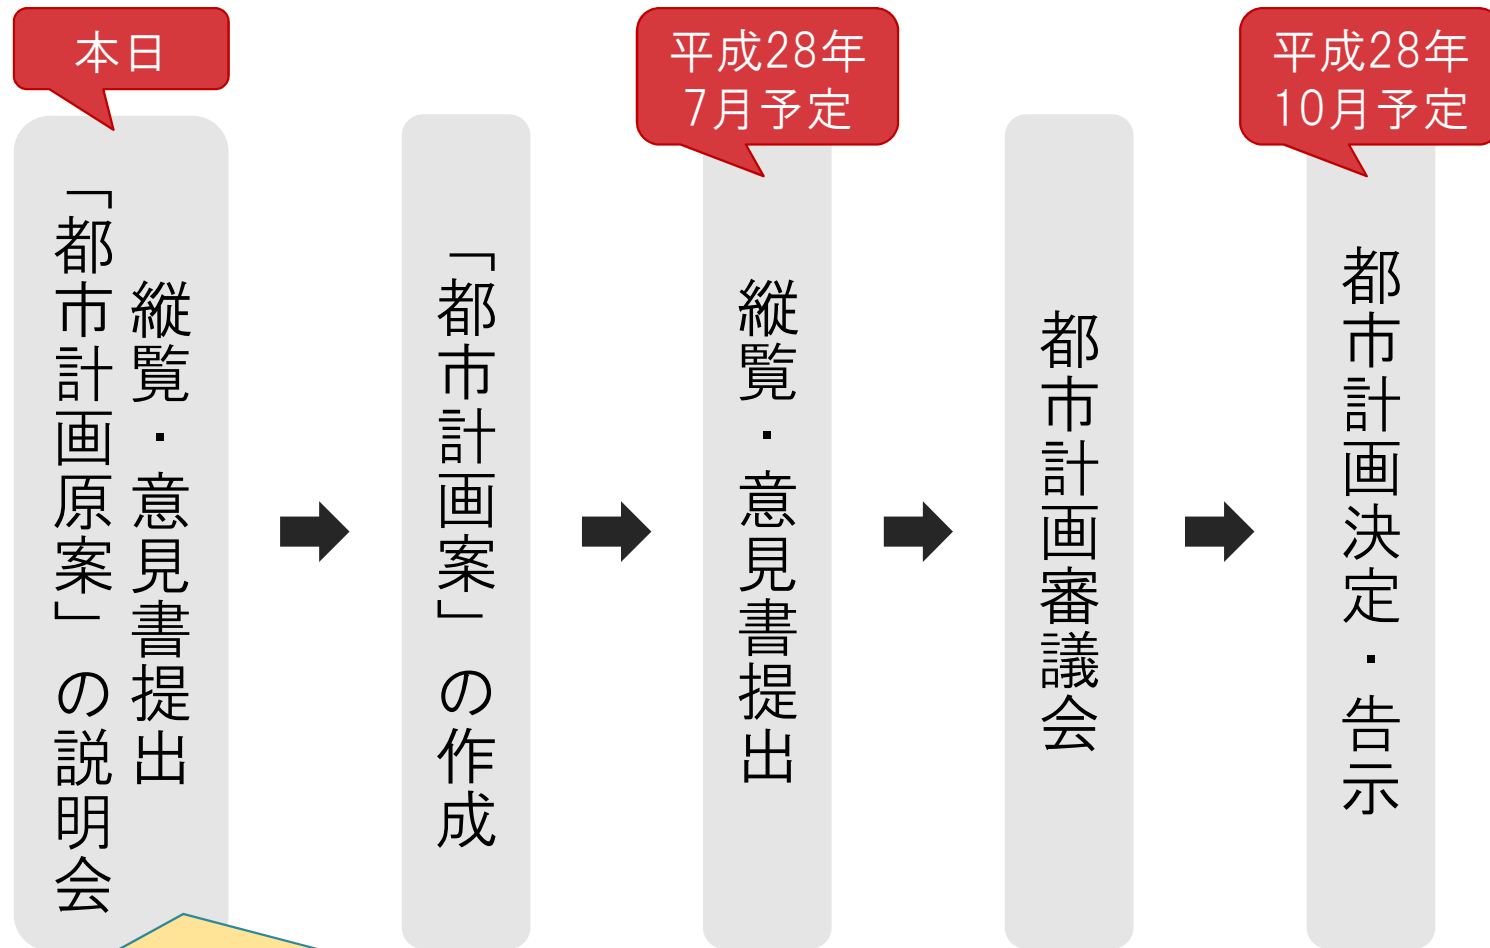 本日
「都市計画原案」の説明会
縦覧・意見書提出
「都市計画案」の作成
平成28年
7月予定
縦覧・意見書提出
都市計画審議会
平成28年
10月予定
都市計画決定・告示